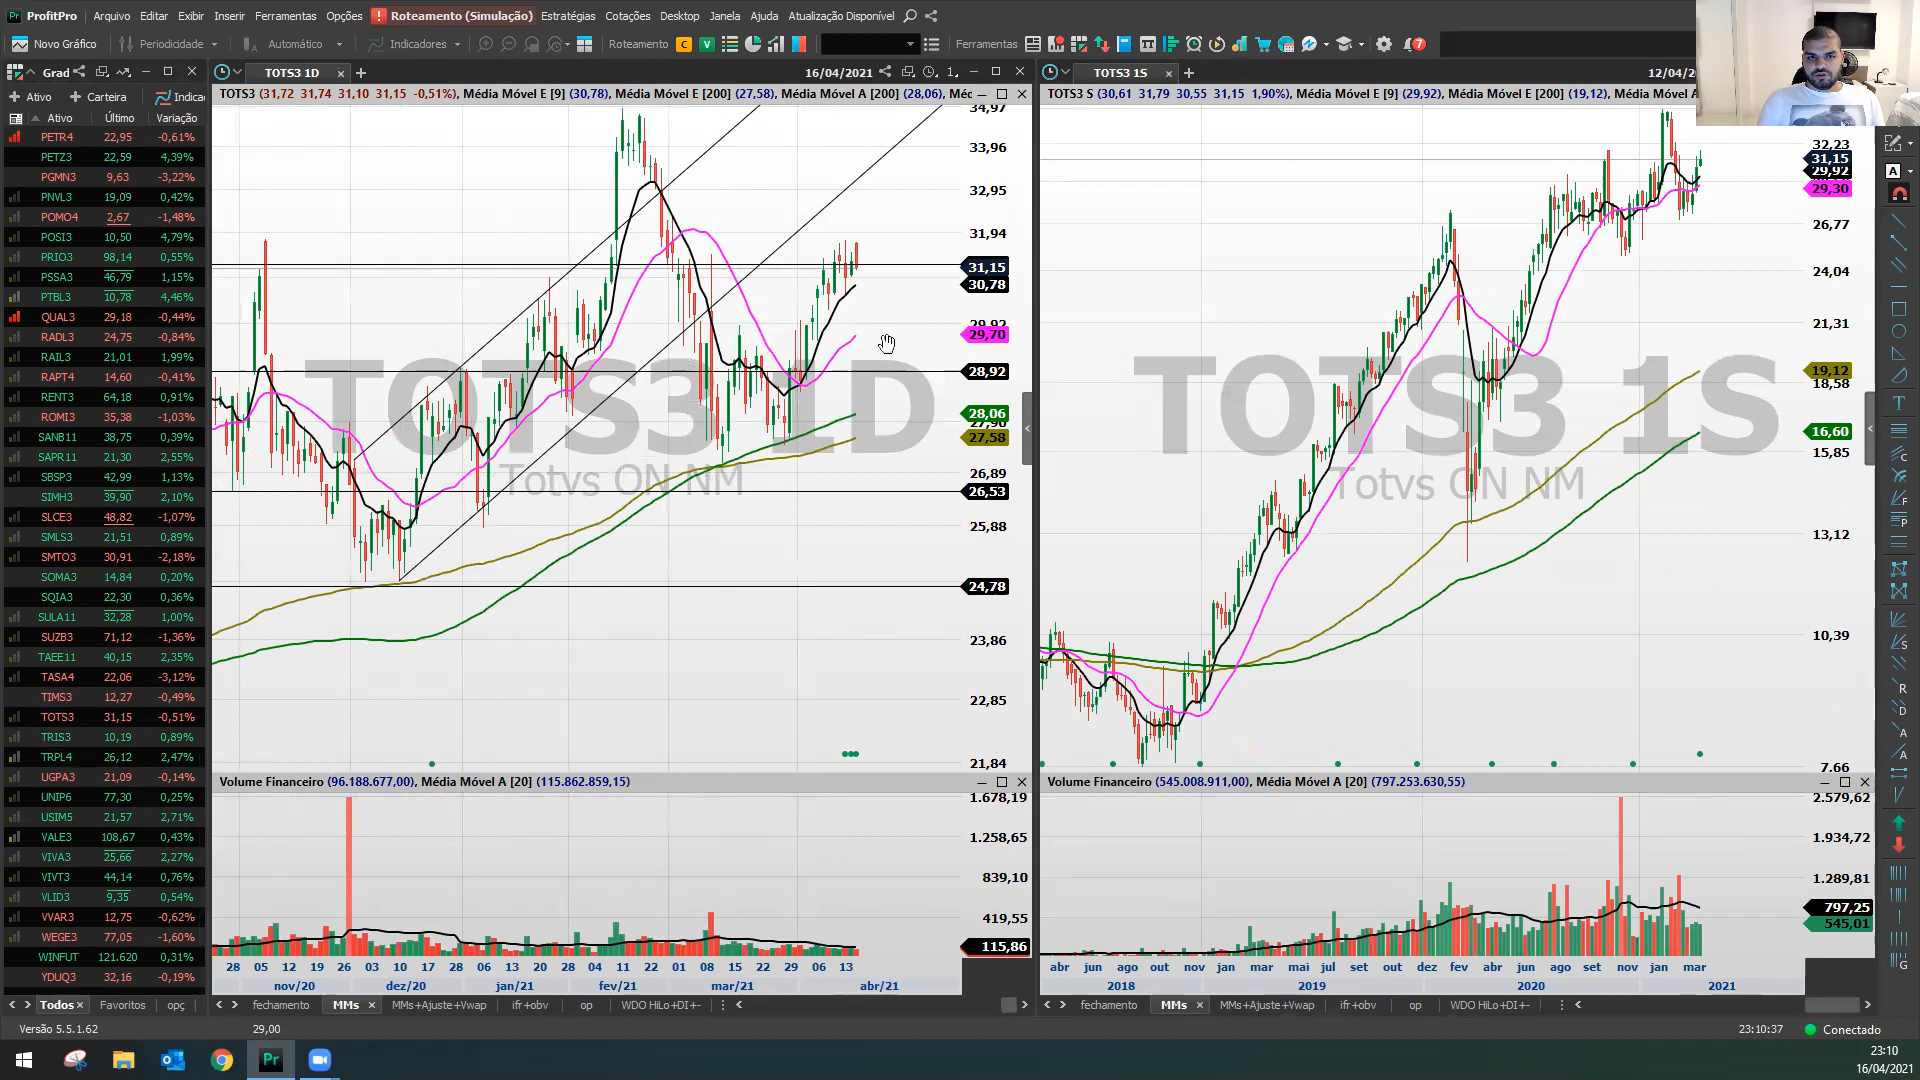 ProfitPro Arquivo Editar Exibir Inserir Ferramentas Opções ! Roteamento (Simulação) Estratégias Cotações Desktop Janela Ajuda Atualização Disponível
Novo Gráfico Periodicidade Automático Indicadores Roteamento C V Ferramentas 7
Grad
TOTS3 1D
16/04/2021
TOTS3 1S
12/04/2
Ativo Carteira Indica
TOTS3 (31,72 31,74 31,10 31,15 -0,51%), Média Móvel E [9] (30,78), Média Móvel E [200] (27,58), Média Móvel A [200] (28,06), Méc
TOTS3 S (30,61 31,79 30,55 31,15 1,90%), Média Móvel E [9] (29,92), Média Móvel E [200] (19,12), Média Móvel A
Ativo Último Variação
PETR4 22,95 -0,61%
PETZ3 22,59 4,39%
PGMN3 9,63 -3,22%
PNVL3 19,09 0,42%
POMO4 2,67 -1,48%
POSI3 10,50 4,79%
PRIO3 98,14 0,55%
PSSA3 46,79 1,15%
PTBL3 10,78 4,46%
QUAL3 29,18 -0,44%
RADL3 24,75 -0,84%
RAIL3 21,01 1,99%
RAPT4 14,60 -0,41%
RENT3 64,18 0,91%
ROMI3 35,38 -1,03%
SANB11 38,75 0,39%
SAPR11 21,30 2,55%
SBSP3 42,99 1,13%
SIMH3 39,90 2,10%
SLCE3 48,82 -1,07%
SMLS3 21,51 0,89%
SMTO3 30,91 -2,18%
SOMA3 14,84 0,20%
SQIA3 22,30 0,36%
SULA11 32,28 1,00%
SUZB3 71,12 -1,36%
TAEE11 40,15 2,35%
TASA4 22,06 -3,12%
TIMS3 12,27 -0,49%
TOTS3 31,15 -0,51%
TRIS3 10,19 0,89%
TRPL4 26,12 2,47%
UGPA3 21,09 -0,14%
UNIP6 77,30 0,25%
USIM5 21,57 2,71%
VALE3 108,67 0,43%
VIVA3 25,66 2,27%
VIVT3 44,14 0,76%
VLID3 9,35 0,54%
VVAR3 12,75 -0,62%
WEGE3 77,05 -1,60%
WINFUT 121.620 0,31%
YDUQ3 32,16 -0,19%
Todos Favoritos opç
TOTS3 1D
Totvs ON NM
34,97
33,96
32,95
31,94
31,15
30,78
29,92
29,70
28,92
28,06
27,90
27,58
26,89
26,53
25,88
24,78
23,86
22,85
21,84
Volume Financeiro (96.188.677,00), Média Móvel A [20] (115.862.859,15)
1.678,19
1.258,65
839,10
419,55
115,86
28 05 12 19 26 03 10 17 28 06 13 20 28 04 11 22 01 08 15 22 29 06 13
nov/20 dez/20 jan/21 fev/21 mar/21 abr/21
fechamento MMs MMs+Ajuste+Vwap ifr+obv op WDO HiLo+DI+-
TOTS3 1S
Totvs ON NM
32,23
31,15
29,92
29,30
26,77
24,04
21,31
19,12
18,58
16,60
15,85
13,12
10,39
7,66
Volume Financeiro (545.008.911,00), Média Móvel A [20] (797.253.630,55)
2.579,62
1.934,72
1.289,81
797,25
545,01
abr jun ago out nov jan mar mai jul set out dez fev abr jun ago set nov jan mar
2018 2019 2020 2021
fechamento MMs MMs+Ajuste+Vwap ifr+obv op WDO HiLo+DI+-
Versão 5.5.1.62 29,00 23:10:37 Conectado
23:10
16/04/2021